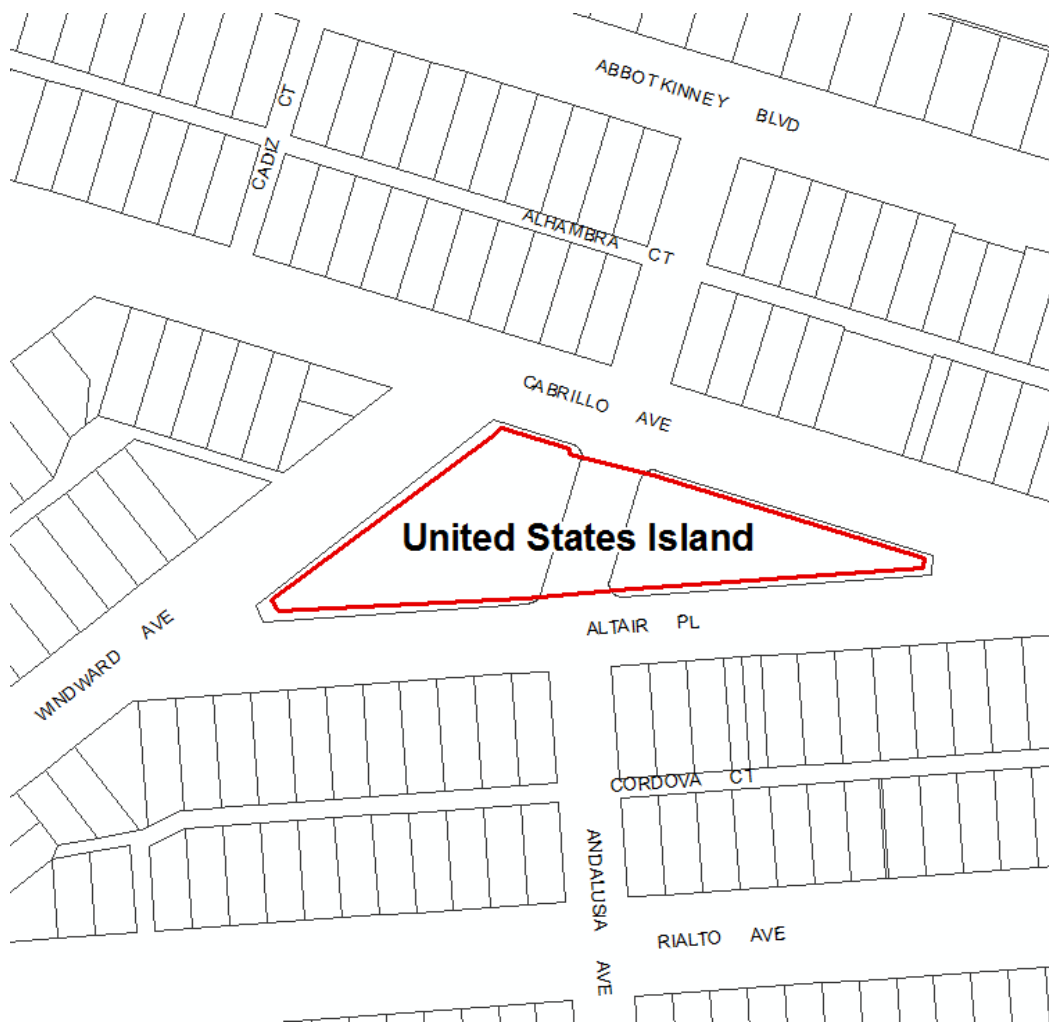 ABBOT KINNEY BLVD
CADIZ CT
ALHAMBRA CT
CABRILLO AVE
United States Island
ALTAIR PL
WINDWARD AVE
CORDOVA CT
ANDALUSIA AVE
RIALTO AVE